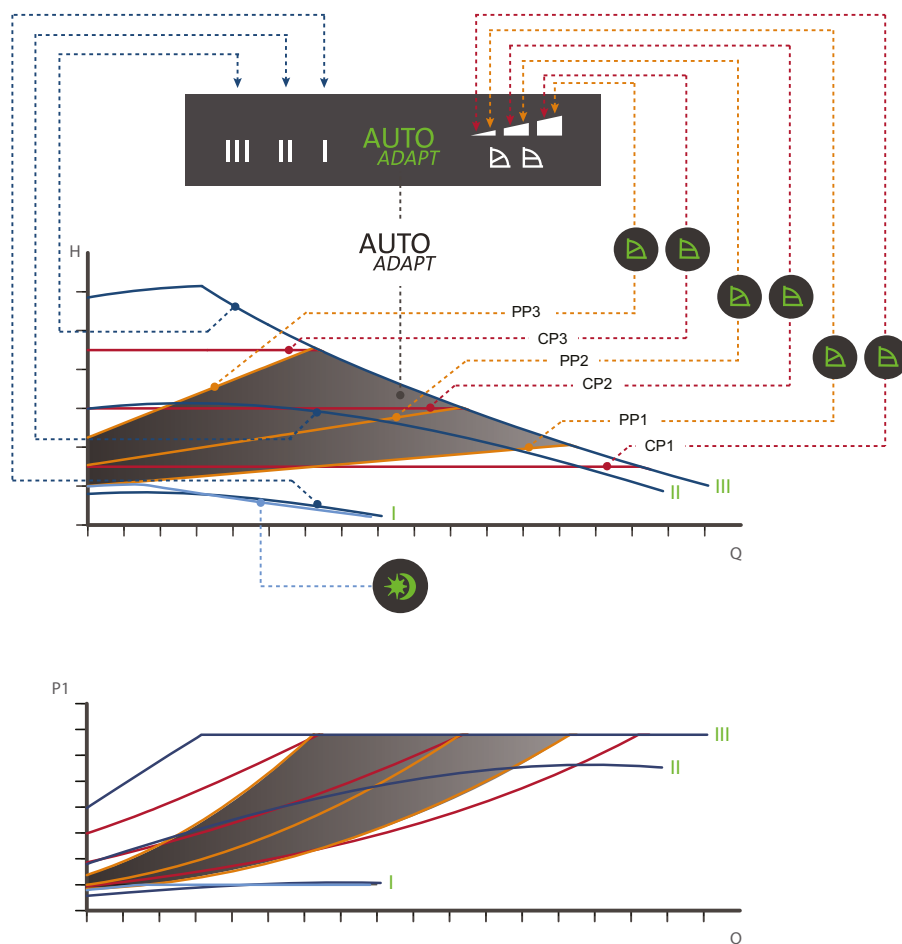 III II I AUTO
ADAPT
AUTO
ADAPT
H
PP3
CP3
PP2
CP2
PP1
CP1
III
II
I
Q
P1
III
II
I
Q